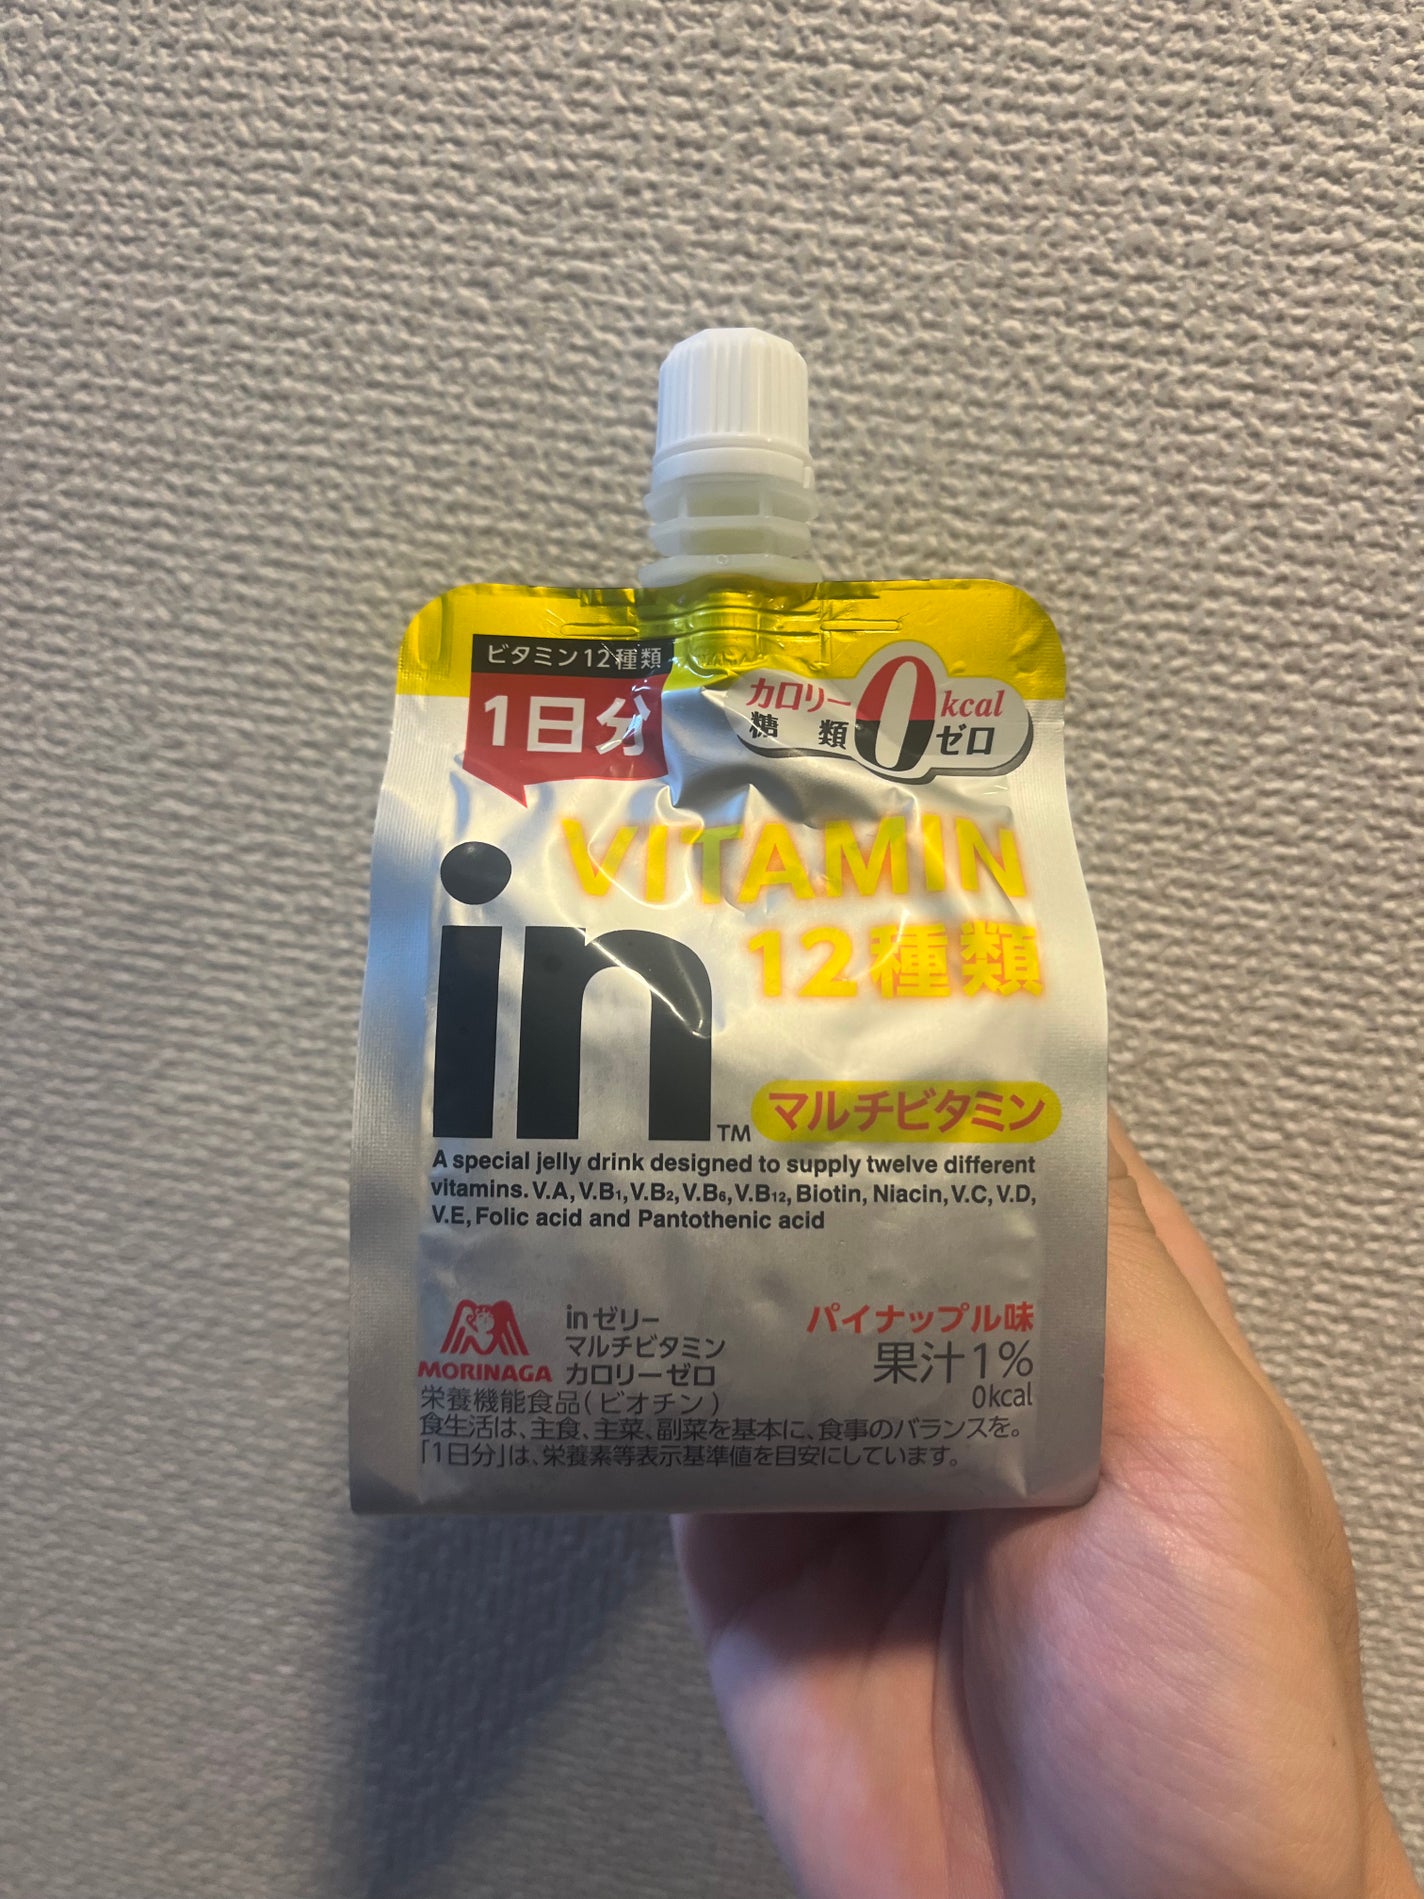 ビタミン12種類
1日分
カロリー 0kcal
糖類 ゼロ
VITAMIN
12種類
in™
マルチビタミン
A special jelly drink designed to supply twelve different
vitamins. V.A, V.B₁, V.B₂, V.B₆, V.B₁₂, Biotin, Niacin, V.C, V.D,
V.E, Folic acid and Pantothenic acid
MORINAGA
inゼリー
マルチビタミン
カロリーゼロ
パイナップル味
果汁1%
0kcal
栄養機能食品(ビオチン)
食生活は、主食、主菜、副菜を基本に、食事のバランスを。
「1日分」は、栄養素等表示基準値を目安にしています。